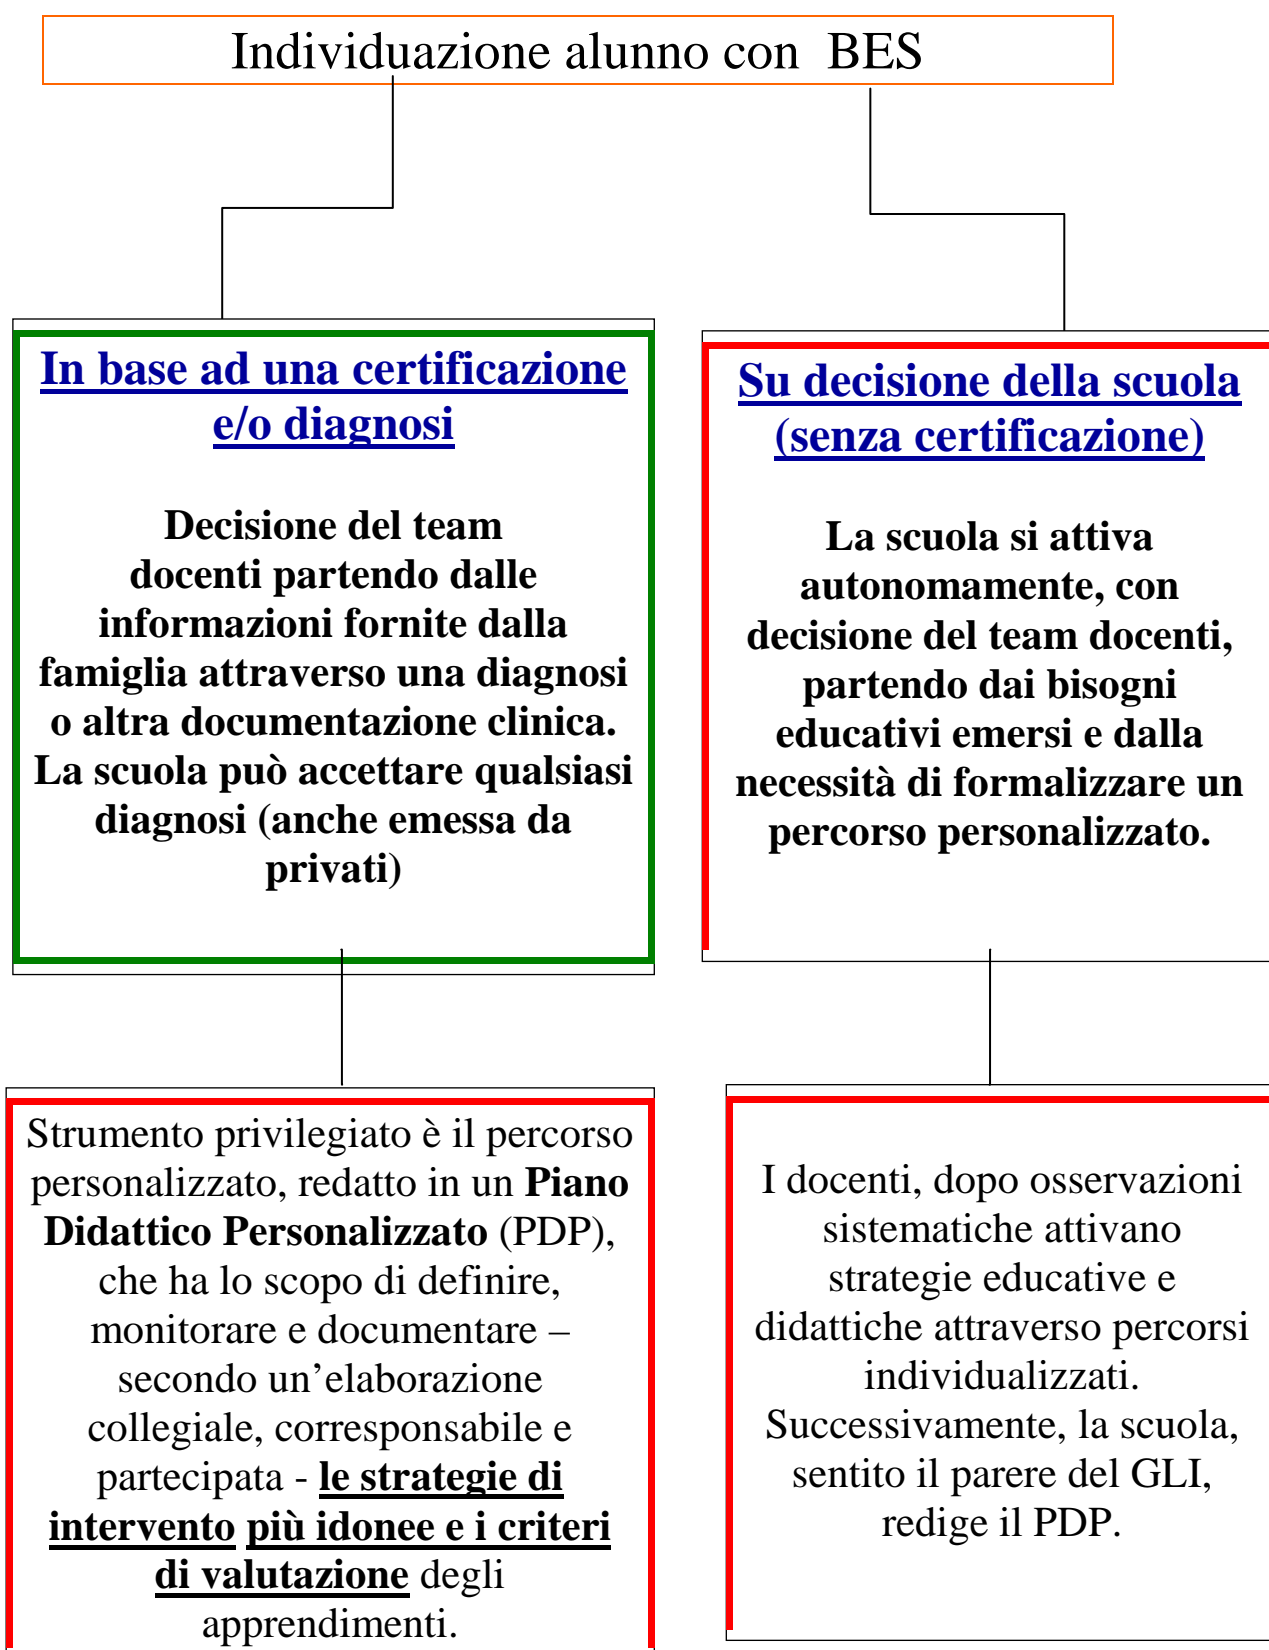 Individuazione alunno con BES
In base ad una certificazione
e/o diagnosi
Decisione del team
docenti partendo dalle
informazioni fornite dalla
famiglia attraverso una diagnosi
o altra documentazione clinica.
La scuola può accettare qualsiasi
diagnosi (anche emessa da
privati)
Su decisione della scuola
(senza certificazione)
La scuola si attiva
autonomamente, con
decisione del team docenti,
partendo dai bisogni
educativi emersi e dalla
necessità di formalizzare un
percorso personalizzato.
Strumento privilegiato è il percorso
personalizzato, redatto in un Piano
Didattico Personalizzato (PDP),
che ha lo scopo di definire,
monitorare e documentare –
secondo un’elaborazione
collegiale, corresponsabile e
partecipata - le strategie di
intervento più idonee e i criteri
di valutazione degli
apprendimenti.
I docenti, dopo osservazioni
sistematiche attivano
strategie educative e
didattiche attraverso percorsi
individualizzati.
Successivamente, la scuola,
sentito il parere del GLI,
redige il PDP.